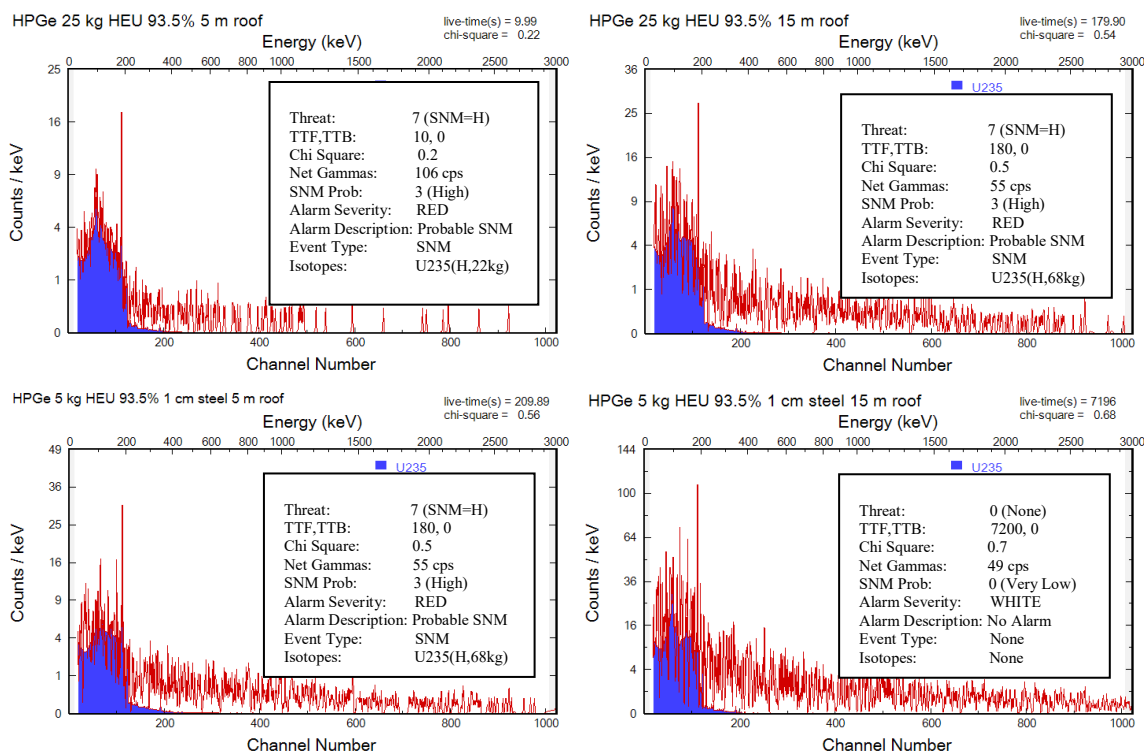 HPGe 25 kg HEU 93.5% 5 m roof
live-time(s) = 9.99
chi-square = 0.22
Energy (keV)
0 200 400 600 800 1000 1300 1600 2000 2500 3000
25
16
9
4
1
0
Counts / keV
U235
Threat: 7 (SNM=H)
TTF,TTB: 10, 0
Chi Square: 0.2
Net Gammas: 106 cps
SNM Prob: 3 (High)
Alarm Severity: RED
Alarm Description: Probable SNM
Event Type: SNM
Isotopes: U235(H,22kg)
200 400 600 800 1000
Channel Number
HPGe 25 kg HEU 93.5% 15 m roof
live-time(s) = 179.90
chi-square = 0.54
Energy (keV)
0 200 400 600 800 1000 1300 1600 2000 2500 3000
36
25
16
9
4
1
0
Counts / keV
U235
Threat: 7 (SNM=H)
TTF,TTB: 180, 0
Chi Square: 0.5
Net Gammas: 55 cps
SNM Prob: 3 (High)
Alarm Severity: RED
Alarm Description: Probable SNM
Event Type: SNM
Isotopes: U235(H,68kg)
200 400 600 800 1000
Channel Number
HPGe 5 kg HEU 93.5% 1 cm steel 5 m roof
live-time(s) = 209.89
chi-square = 0.56
Energy (keV)
0 200 400 600 800 1000 1300 1600 2000 2500 3000
49
36
25
16
9
4
1
0
Counts / keV
U235
Threat: 7 (SNM=H)
TTF,TTB: 180, 0
Chi Square: 0.5
Net Gammas: 55 cps
SNM Prob: 3 (High)
Alarm Severity: RED
Alarm Description: Probable SNM
Event Type: SNM
Isotopes: U235(H,68kg)
200 400 600 800 1000
Channel Number
HPGe 5 kg HEU 93.5% 1 cm steel 15 m roof
live-time(s) = 7196
chi-square = 0.68
Energy (keV)
0 200 400 600 800 1000 1300 1600 2000 2500 3000
144
100
64
36
16
4
0
Counts / keV
U235
Threat: 0 (None)
TTF,TTB: 7200, 0
Chi Square: 0.7
Net Gammas: 49 cps
SNM Prob: 0 (Very Low)
Alarm Severity: WHITE
Alarm Description: No Alarm
Event Type: None
Isotopes: None
200 400 600 800 1000
Channel Number